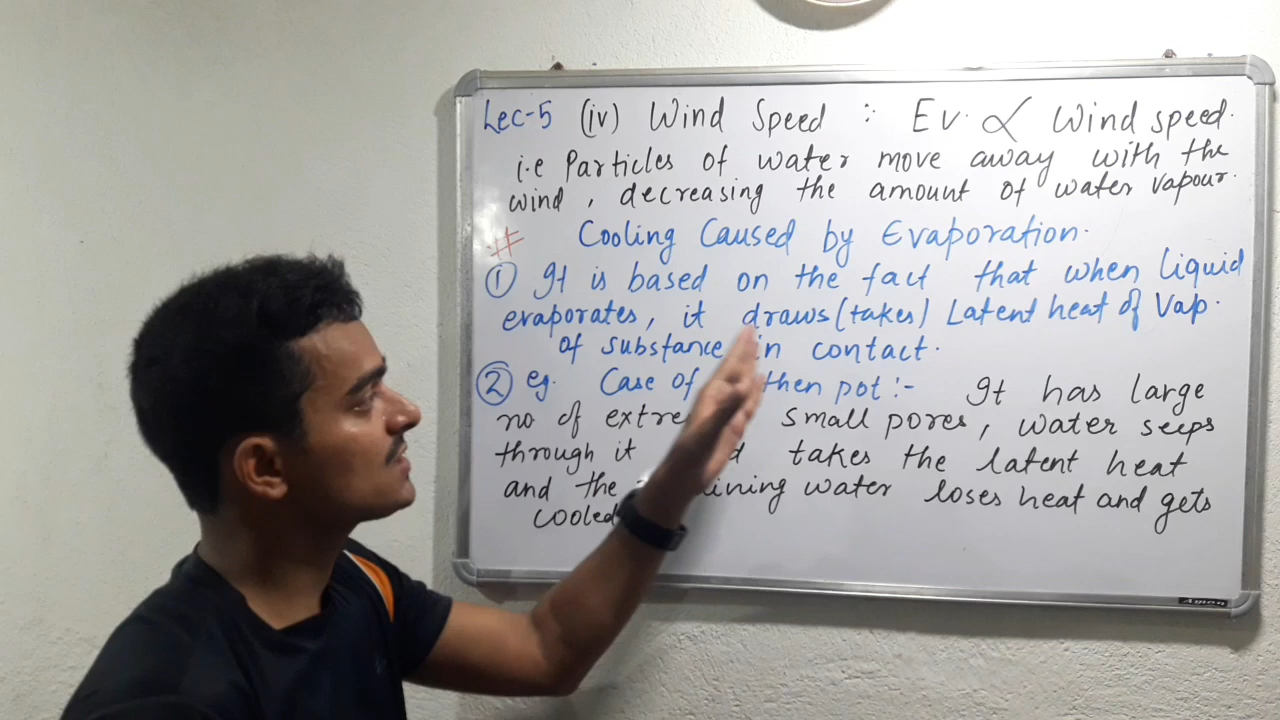 Lec-5 (iv) Wind Speed : Ev. ∝ Wind speed.
i.e Particles of water move away with the
wind, decreasing the amount of water vapour.
# Cooling Caused by Evaporation.
① It is based on the fact that when liquid
evaporates, it draws (takes) Latent heat of Vap.
of substance in contact.
② eg. Case of then pot :- It has large
no of extre small pores, water seeps
through it takes the latent heat
and the ining water loses heat and gets
cooled
Amon